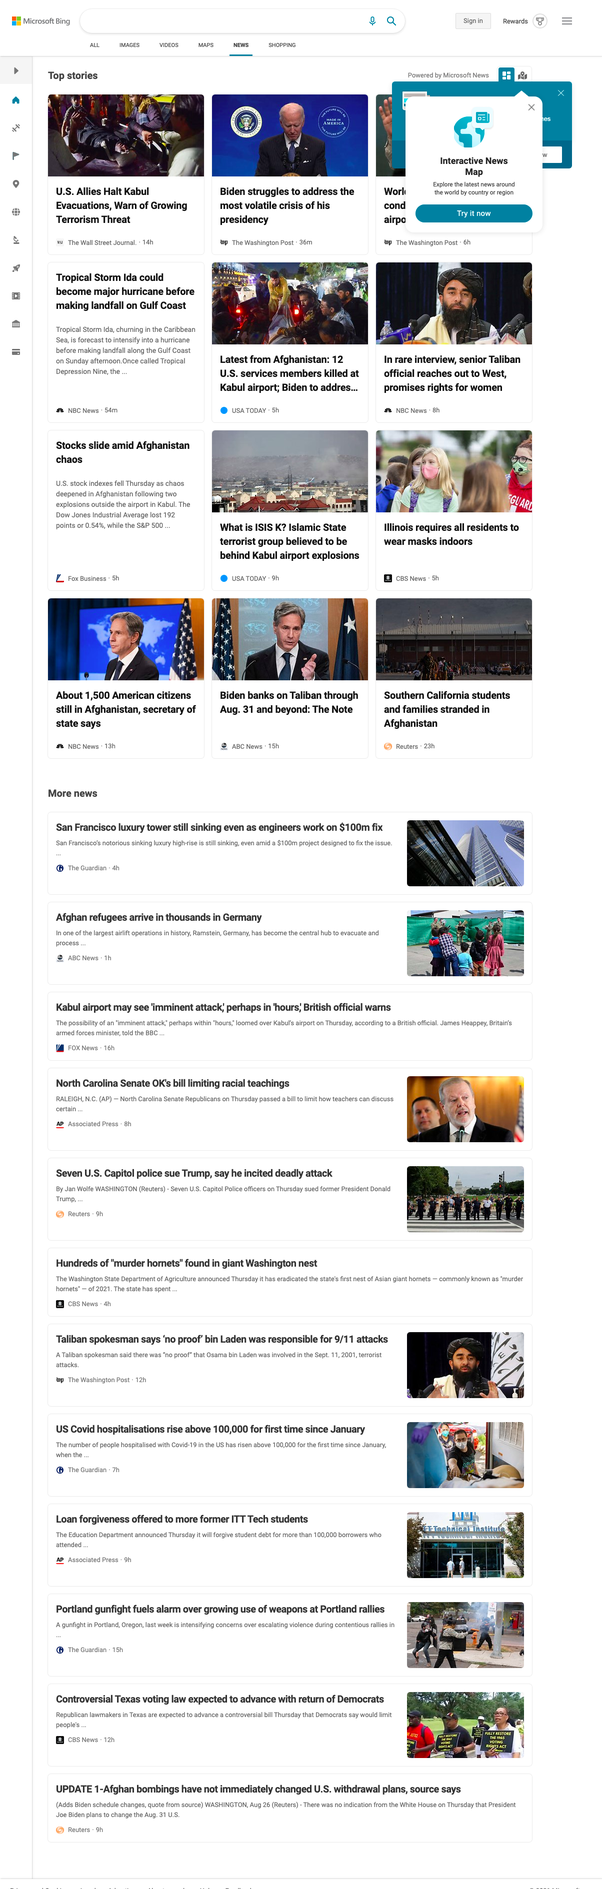 Microsoft Bing
Sign in
Rewards
ALL
IMAGES
VIDEOS
MAPS
NEWS
SHOPPING
Top stories
Powered by Microsoft News
Interactive News
Map
Explore the latest news around
the world by country or region
Try it now
MADE IN
AMERICA
U.S. Allies Halt Kabul
Evacuations, Warn of Growing
Terrorism Threat
The Wall Street Journal. · 14h
Biden struggles to address the
most volatile crisis of his
presidency
The Washington Post · 36m
The Washington Post · 6h
Tropical Storm Ida could
become major hurricane before
making landfall on Gulf Coast
Tropical Storm Ida, churning in the Caribbean
Sea, is forecast to intensify into a hurricane
before making landfall along the Gulf Coast
on Sunday afternoon.Once called Tropical
Depression Nine, the ...
NBC News · 54m
Latest from Afghanistan: 12
U.S. services members killed at
Kabul airport; Biden to addres...
USA TODAY · 5h
In rare interview, senior Taliban
official reaches out to West,
promises rights for women
NBC News · 8h
Stocks slide amid Afghanistan
chaos
U.S. stock indexes fell Thursday as chaos
deepened in Afghanistan following two
explosions outside the airport in Kabul. The
Dow Jones Industrial Average lost 192
points or 0.54%, while the S&P 500 ...
Fox Business · 5h
What is ISIS K? Islamic State
terrorist group believed to be
behind Kabul airport explosions
USA TODAY · 9h
Illinois requires all residents to
wear masks indoors
CBS News · 5h
About 1,500 American citizens
still in Afghanistan, secretary of
state says
NBC News · 13h
Biden banks on Taliban through
Aug. 31 and beyond: The Note
ABC News · 15h
Southern California students
and families stranded in
Afghanistan
Reuters · 23h
More news
San Francisco luxury tower still sinking even as engineers work on $100m fix
San Francisco's notorious sinking luxury high-rise is still sinking, even amid a $100m project designed to fix the issue.
...
The Guardian · 4h
Afghan refugees arrive in thousands in Germany
In one of the largest airlift operations in history, Ramstein, Germany, has become the central hub to evacuate and
process ...
ABC News · 1h
Kabul airport may see 'imminent attack,' perhaps in 'hours,' British official warns
The possibility of an "imminent attack," perhaps within "hours," loomed over Kabul's airport on Thursday, according to a British official. James Heappey, Britain's
armed forces minister, told the BBC ...
FOX News · 16h
North Carolina Senate OK's bill limiting racial teachings
RALEIGH, N.C. (AP) — North Carolina Senate Republicans on Thursday passed a bill to limit how teachers can discuss
certain ...
Associated Press · 8h
Seven U.S. Capitol police sue Trump, say he incited deadly attack
By Jan Wolfe WASHINGTON (Reuters) - Seven U.S. Capitol Police officers on Thursday sued former President Donald
Trump, ...
Reuters · 9h
Hundreds of "murder hornets" found in giant Washington nest
The Washington State Department of Agriculture announced Thursday it has eradicated the state's first nest of Asian giant hornets — commonly known as "murder
hornets" — of 2021. The state has spent ...
CBS News · 4h
Taliban spokesman says 'no proof' bin Laden was responsible for 9/11 attacks
A Taliban spokesman said there was "no proof" that Osama bin Laden was involved in the Sept. 11, 2001, terrorist
attacks.
The Washington Post · 12h
US Covid hospitalisations rise above 100,000 for first time since January
The number of people hospitalised with Covid-19 in the US has risen above 100,000 for the first time since January,
when the ...
The Guardian · 7h
Loan forgiveness offered to more former ITT Tech students
The Education Department announced Thursday it will forgive student debt for more than 100,000 borrowers who
attended ...
Associated Press · 9h
Portland gunfight fuels alarm over growing use of weapons at Portland rallies
A gunfight in Portland, Oregon, last week is intensifying concerns over escalating violence during contentious rallies in
...
The Guardian · 15h
Controversial Texas voting law expected to advance with return of Democrats
Republican lawmakers in Texas are expected to advance a controversial bill Thursday that Democrats say would limit
people's ...
CBS News · 12h
UPDATE 1-Afghan bombings have not immediately changed U.S. withdrawal plans, source says
(Adds Biden schedule changes, quote from source) WASHINGTON, Aug 26 (Reuters) - There was no indication from the White House on Thursday that President
Joe Biden plans to change the Aug. 31 U.S.
Reuters · 9h